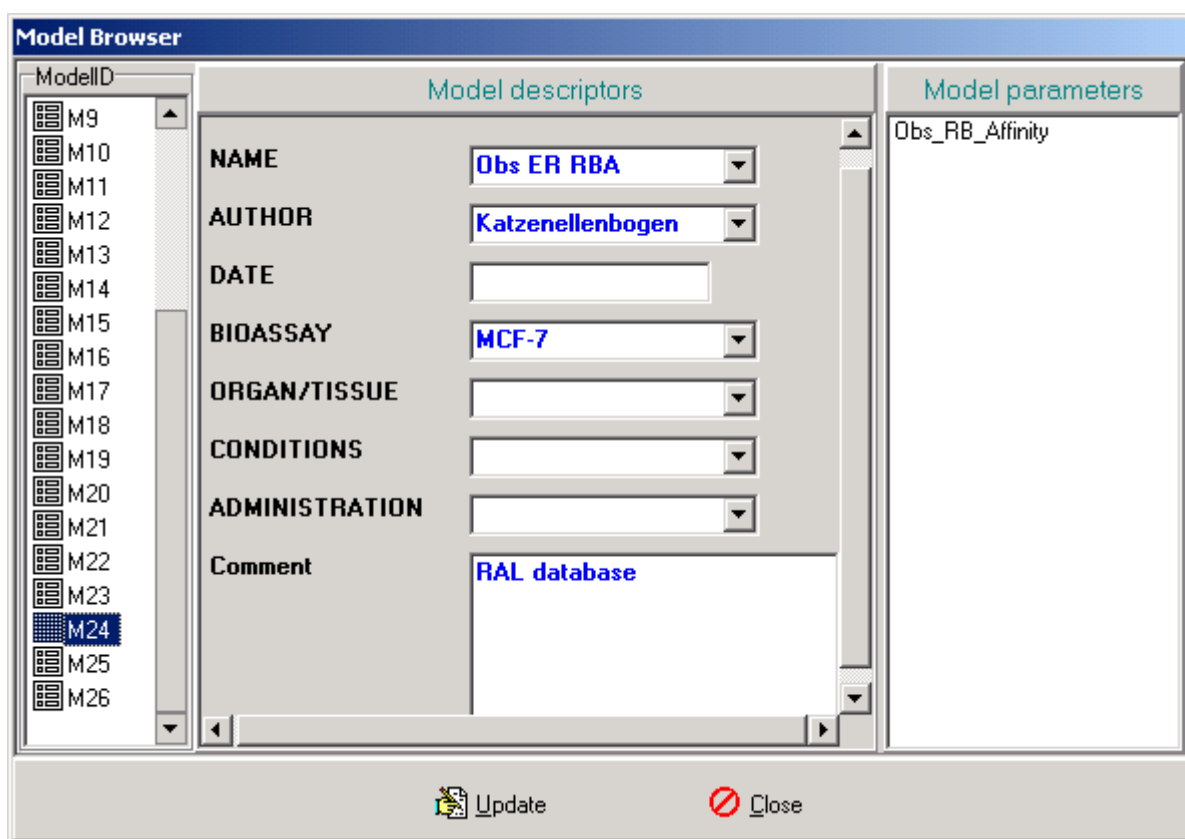 Model Browser
ModelID
M9
M10
M11
M12
M13
M14
M15
M16
M17
M18
M19
M20
M21
M22
M23
M24
M25
M26
Model descriptors
NAME Obs ER RBA
AUTHOR Katzenellenbogen
DATE
BIOASSAY MCF-7
ORGAN/TISSUE
CONDITIONS
ADMINISTRATION
Comment RAL database
Model parameters
Obs_RB_Affinity
Update Close